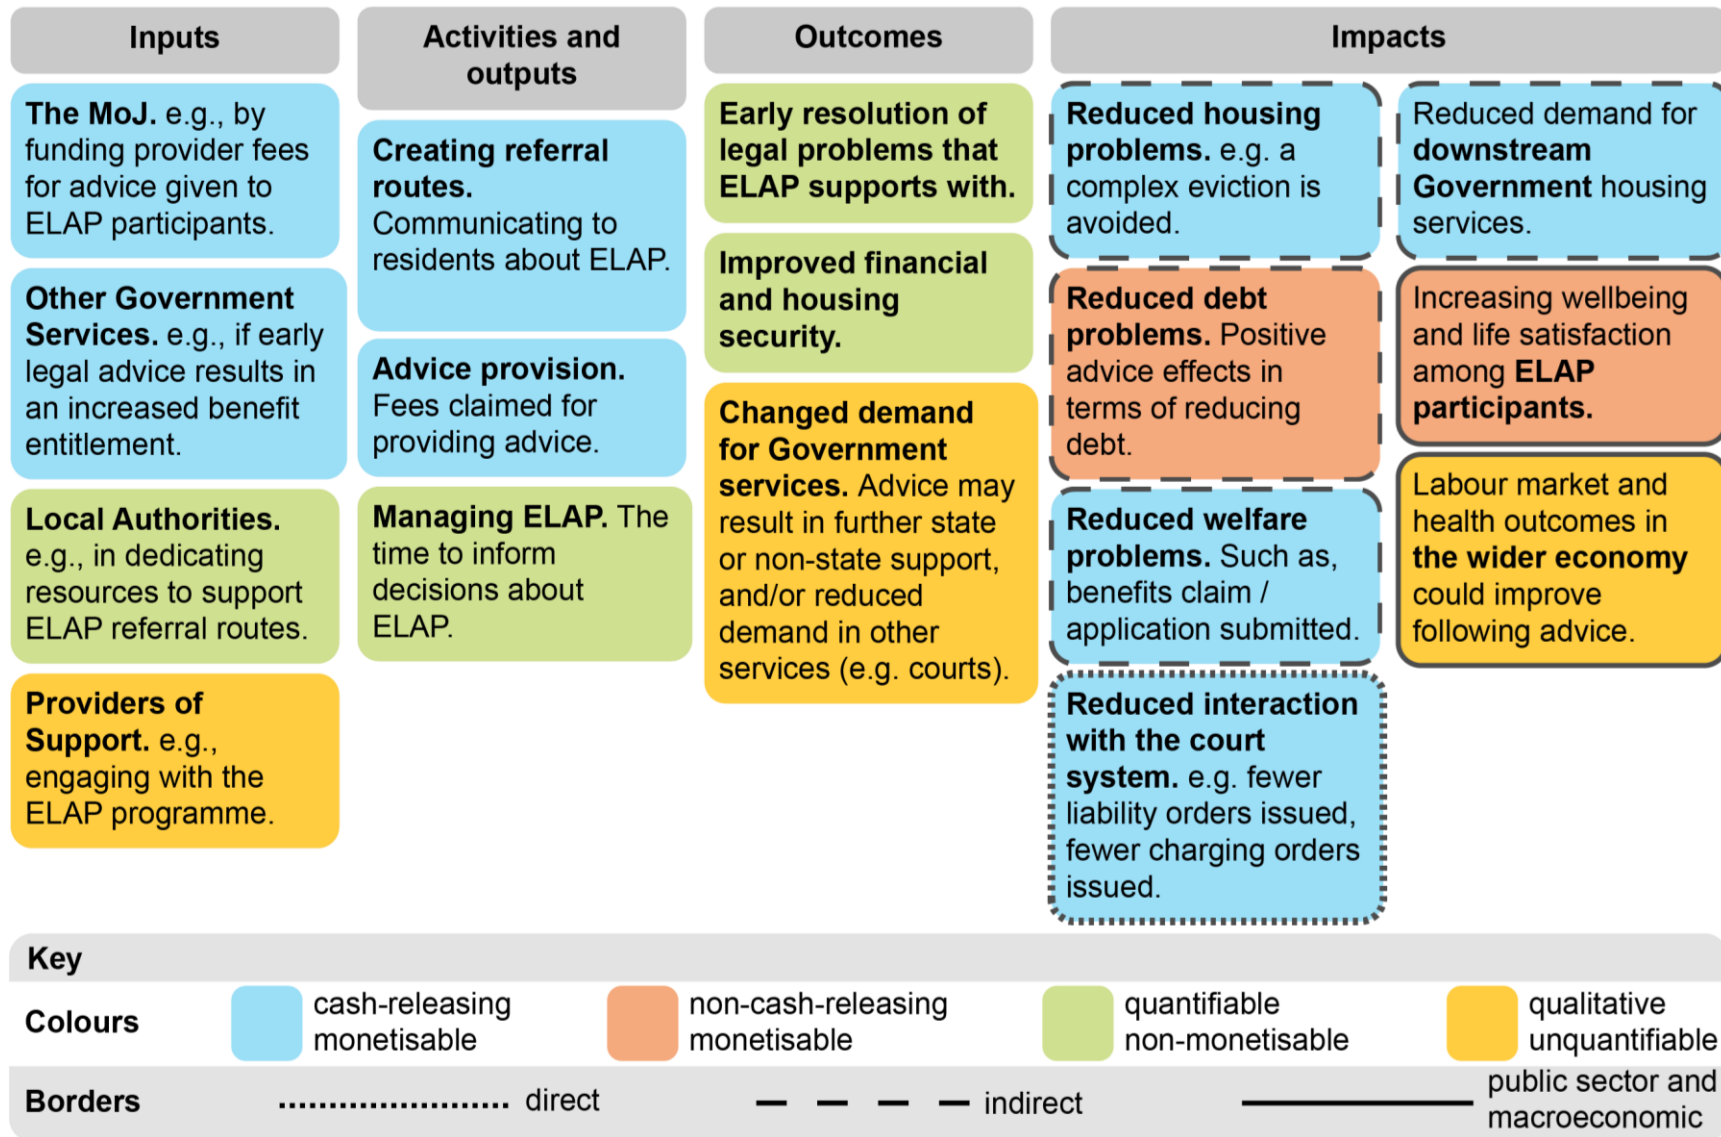 Inputs
The MoJ. e.g., by
funding provider fees
for advice given to
ELAP participants.
Other Government
Services. e.g., if early
legal advice results in
an increased benefit
entitlement.
Local Authorities.
e.g., in dedicating
resources to support
ELAP referral routes.
Providers of
Support. e.g.,
engaging with the
ELAP programme.
Activities and
outputs
Creating referral
routes.
Communicating to
residents about ELAP.
Advice provision.
Fees claimed for
providing advice.
Managing ELAP. The
time to inform
decisions about
ELAP.
Outcomes
Early resolution of
legal problems that
ELAP supports with.
Improved financial
and housing
security.
Changed demand
for Government
services. Advice may
result in further state
or non-state support,
and/or reduced
demand in other
services (e.g. courts).
Impacts
Reduced housing
problems. e.g. a
complex eviction is
avoided.
Reduced debt
problems. Positive
advice effects in
terms of reducing
debt.
Reduced welfare
problems. Such as,
benefits claim /
application submitted.
Reduced interaction
with the court
system. e.g. fewer
liability orders issued,
fewer charging orders
issued.
Reduced demand for
downstream
Government housing
services.
Increasing wellbeing
and life satisfaction
among ELAP
participants.
Labour market and
health outcomes in
the wider economy
could improve
following advice.
Key
Colours
cash-releasing
monetisable
non-cash-releasing
monetisable
quantifiable
non-monetisable
qualitative
unquantifiable
Borders
direct
indirect
public sector and
macroeconomic